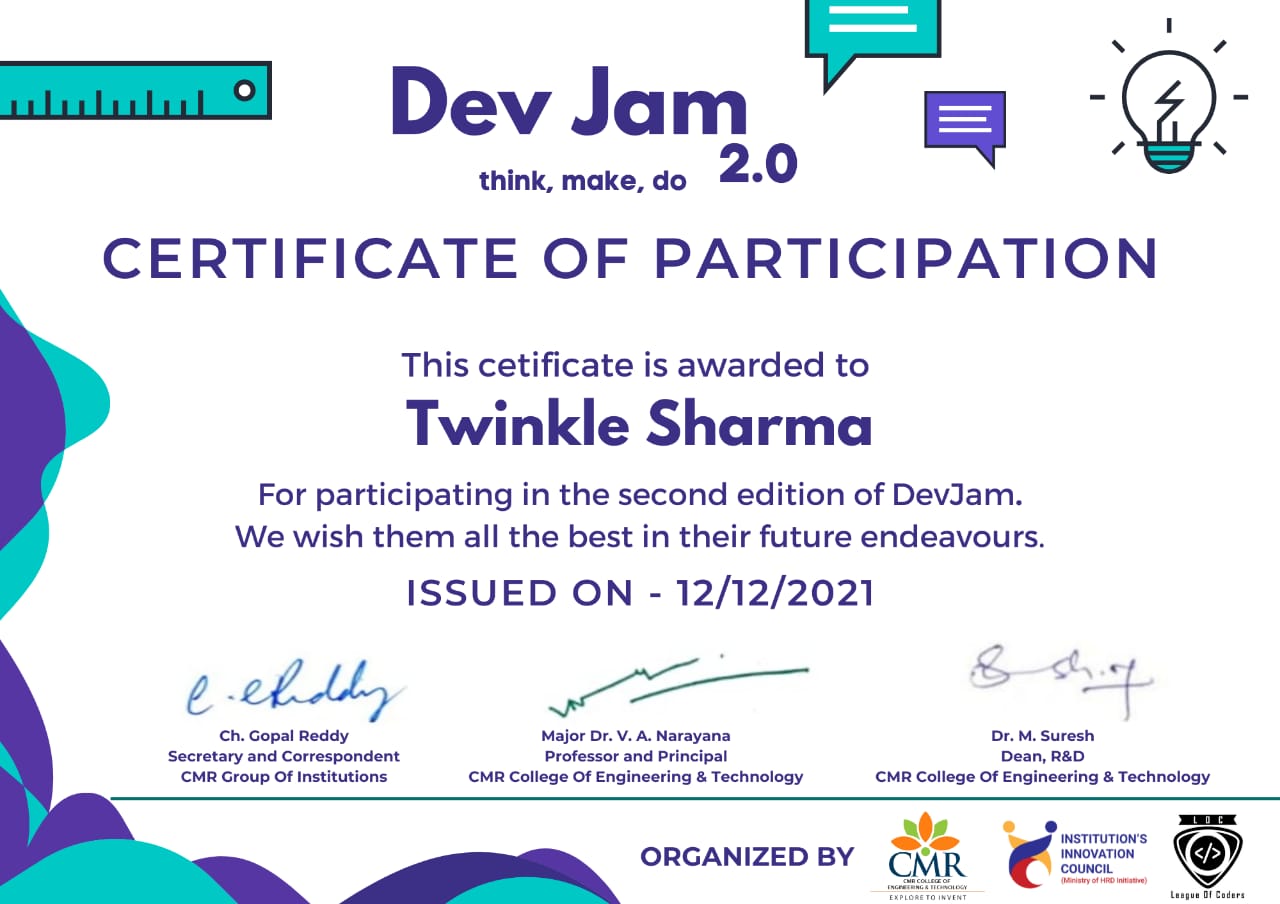 Dev Jam
2.0
think, make, do
CERTIFICATE OF PARTICIPATION
This cetificate is awarded to
Twinkle Sharma
For participating in the second edition of DevJam.
We wish them all the best in their future endeavours.
ISSUED ON - 12/12/2021
Ch. Gopal Reddy
Secretary and Correspondent
CMR Group Of Institutions
Major Dr. V. A. Narayana
Professor and Principal
CMR College Of Engineering & Technology
Dr. M. Suresh
Dean, R&D
CMR College Of Engineering & Technology
ORGANIZED BY
CMR
CMR COLLEGE OF
ENGINEERING & TECHNOLOGY
EXPLORE TO INVENT
INSTITUTION'S
INNOVATION
COUNCIL
(Ministry of HRD Initiative)
LOC
</>
League Of Coders